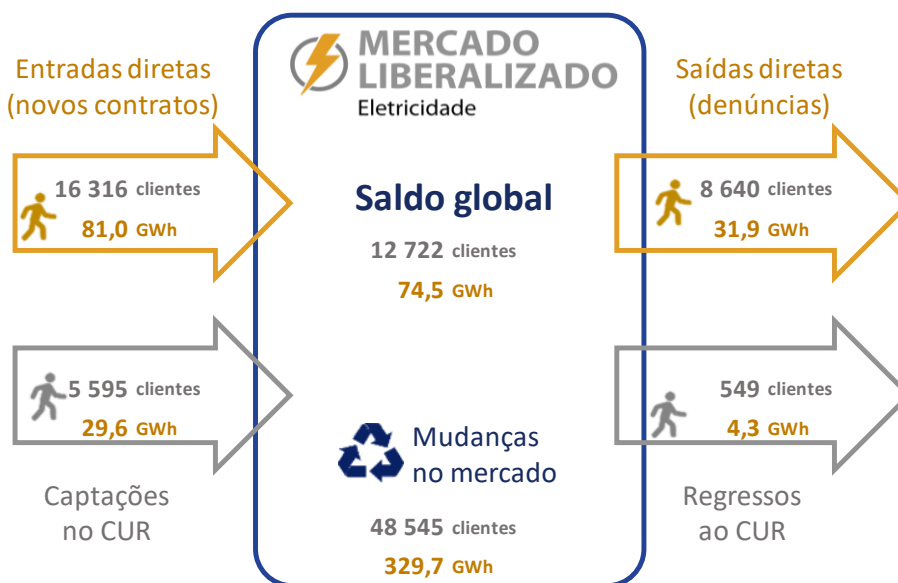 MERCADO
LIBERALIZADO
Eletricidade
Entradas diretas
(novos contratos)
16 316 clientes
81,0 GWh
Saídas diretas
(denúncias)
8 640 clientes
31,9 GWh
Saldo global
12 722 clientes
74,5 GWh
5 595 clientes
29,6 GWh
Captações
no CUR
549 clientes
4,3 GWh
Regressos
ao CUR
Mudanças
no mercado
48 545 clientes
329,7 GWh